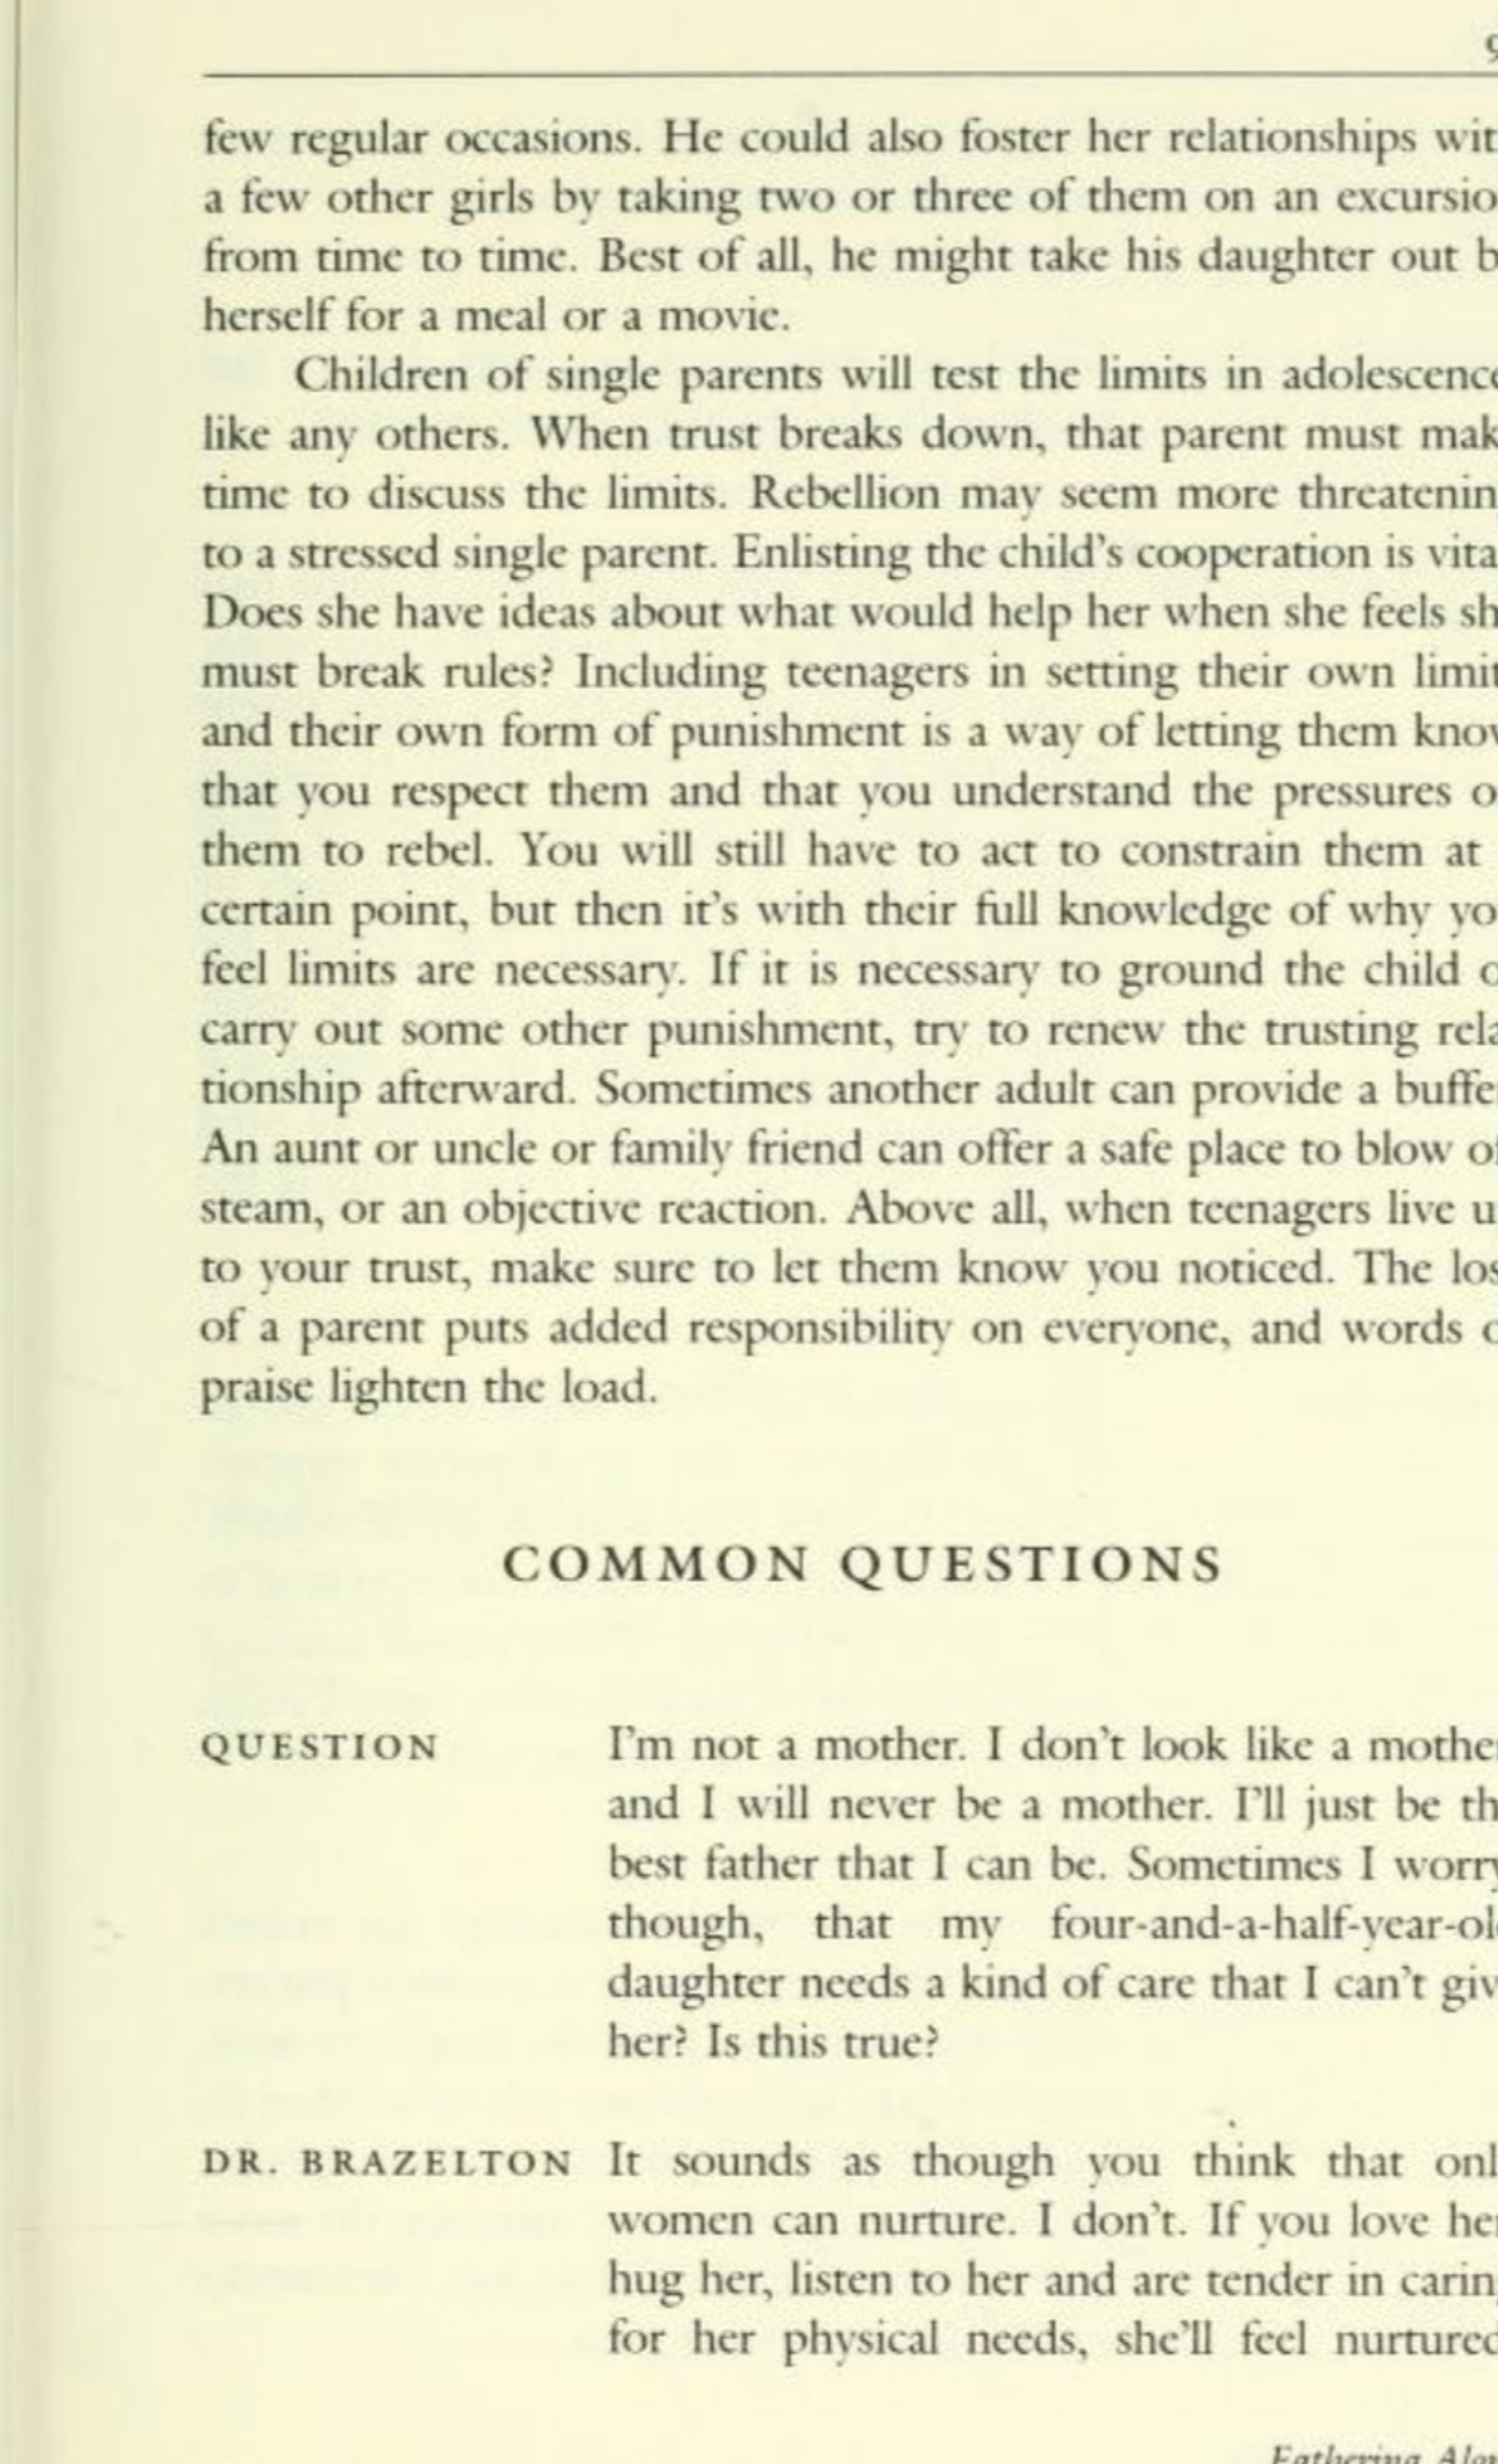 9
few regular occasions. He could also foster her relationships wit
a few other girls by taking two or three of them on an excursio
from time to time. Best of all, he might take his daughter out b
herself for a meal or a movie.
Children of single parents will test the limits in adolescence
like any others. When trust breaks down, that parent must mak
time to discuss the limits. Rebellion may seem more threatenin
to a stressed single parent. Enlisting the child's cooperation is vita
Does she have ideas about what would help her when she feels sh
must break rules? Including teenagers in setting their own limit
and their own form of punishment is a way of letting them know
that you respect them and that you understand the pressures o
them to rebel. You will still have to act to constrain them at
certain point, but then it's with their full knowledge of why yo
feel limits are necessary. If it is necessary to ground the child o
carry out some other punishment, try to renew the trusting rela
tionship afterward. Sometimes another adult can provide a buffer
An aunt or uncle or family friend can offer a safe place to blow of
steam, or an objective reaction. Above all, when teenagers live u
to your trust, make sure to let them know you noticed. The los
of a parent puts added responsibility on everyone, and words o
praise lighten the load.
COMMON QUESTIONS
QUESTION I'm not a mother. I don't look like a mother
and I will never be a mother. I'll just be th
best father that I can be. Sometimes I worry
though, that my four-and-a-half-year-old
daughter needs a kind of care that I can't giv
her? Is this true?
DR. BRAZELTON It sounds as though you think that onl
women can nurture. I don't. If you love her
hug her, listen to her and are tender in carin
for her physical needs, she'll feel nurtured
Fathering Alon